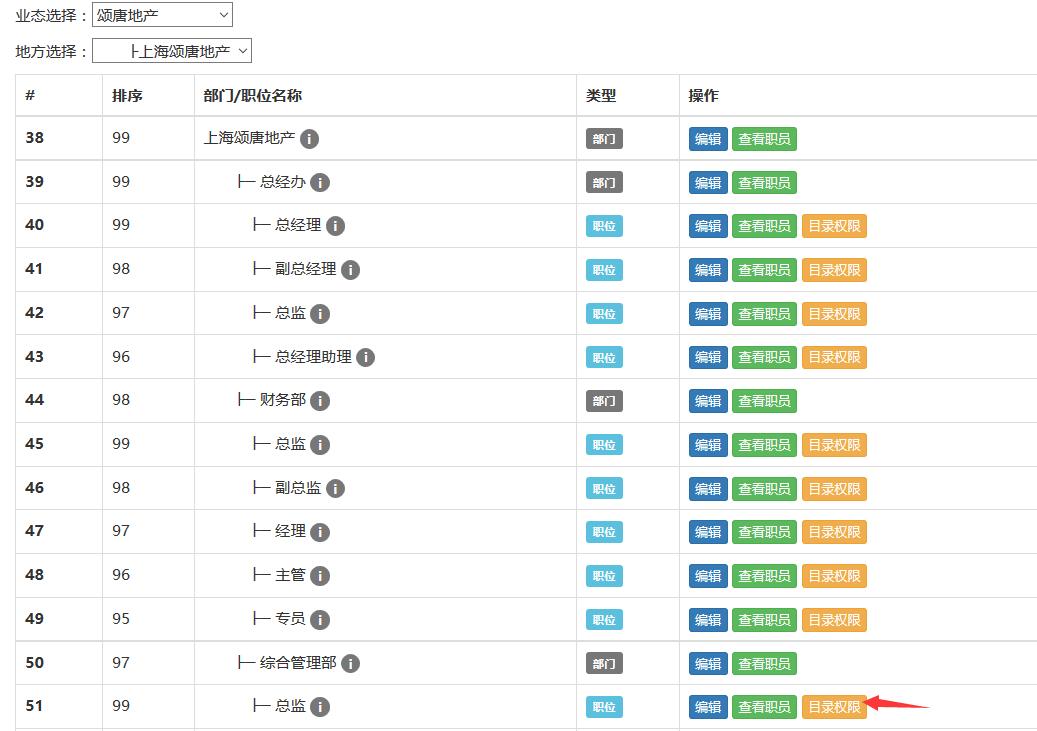 业态选择： 颂唐地产
地方选择： ├上海颂唐地产
# 排序 部门/职位名称 类型 操作
38 99 上海颂唐地产 i 部门 编辑 查看职员
39 99 ├─ 总经办 i 部门 编辑 查看职员
40 99 ├─ 总经理 i 职位 编辑 查看职员 目录权限
41 98 ├─ 副总经理 i 职位 编辑 查看职员 目录权限
42 97 ├─ 总监 i 职位 编辑 查看职员 目录权限
43 96 ├─ 总经理助理 i 职位 编辑 查看职员 目录权限
44 98 ├─ 财务部 i 部门 编辑 查看职员
45 99 ├─ 总监 i 职位 编辑 查看职员 目录权限
46 98 ├─ 副总监 i 职位 编辑 查看职员 目录权限
47 97 ├─ 经理 i 职位 编辑 查看职员 目录权限
48 96 ├─ 主管 i 职位 编辑 查看职员 目录权限
49 95 ├─ 专员 i 职位 编辑 查看职员 目录权限
50 97 ├─ 综合管理部 i 部门 编辑 查看职员
51 99 ├─ 总监 i 职位 编辑 查看职员 目录权限